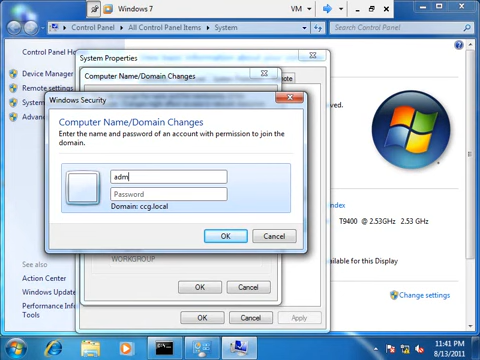 Windows 7
VM
Control Panel
All Control Panel Items
System
Search Control Panel
Control Panel Ho
Device Manager
Remote settings
System
Advan
System Properties
Computer Name/Domain Changes
Windows Security
Computer Name/Domain Changes
Enter the name and password of an account with permission to join the
domain.
adm
Password
Domain: ccg.local
OK
Cancel
ndex
T9400 @ 2.53GHz 2.53 GHz
vailable for this Display
WORKGROUP
OK
Cancel
See also
Action Center
Windows Update
Performance Info
Tools
Change settings
OK
Cancel
Apply
11:41 PM
8/13/2011